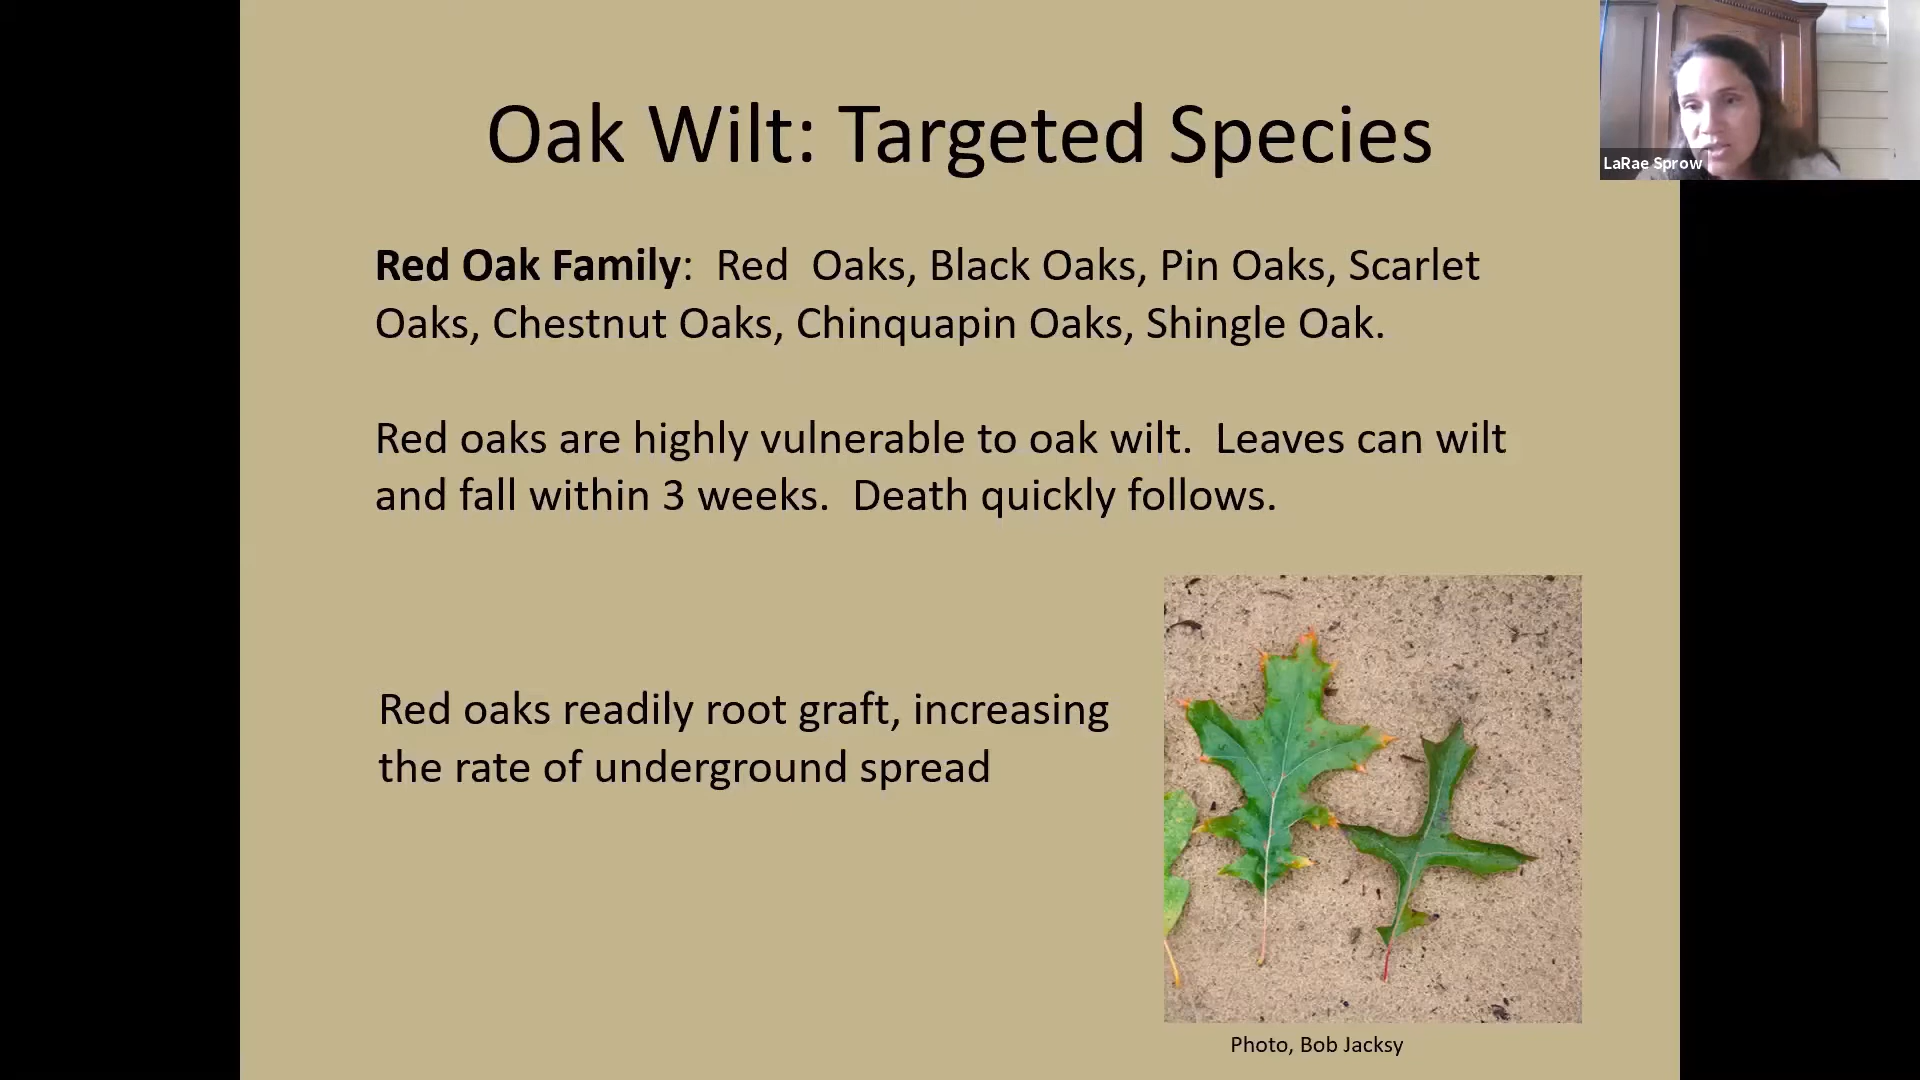 Oak Wilt: Targeted Species
LaRae Sprow
Red Oak Family:  Red  Oaks, Black Oaks, Pin Oaks, Scarlet
Oaks, Chestnut Oaks, Chinquapin Oaks, Shingle Oak.
Red oaks are highly vulnerable to oak wilt.  Leaves can wilt
and fall within 3 weeks.  Death quickly follows.
Red oaks readily root graft, increasing
the rate of underground spread
Photo, Bob Jacksy